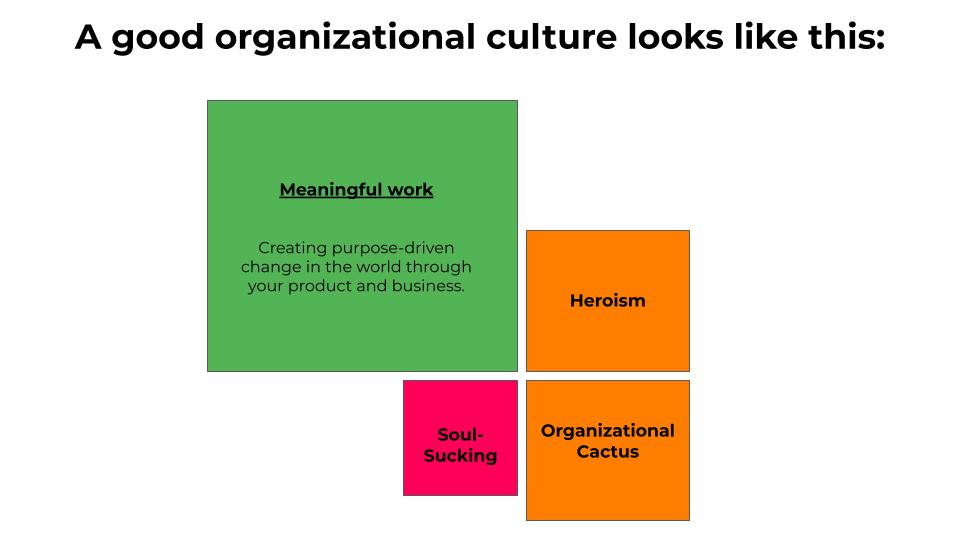 A good organizational culture looks like this:
Meaningful work
Creating purpose-driven
change in the world through
your product and business.
Heroism
Soul-
Sucking
Organizational
Cactus